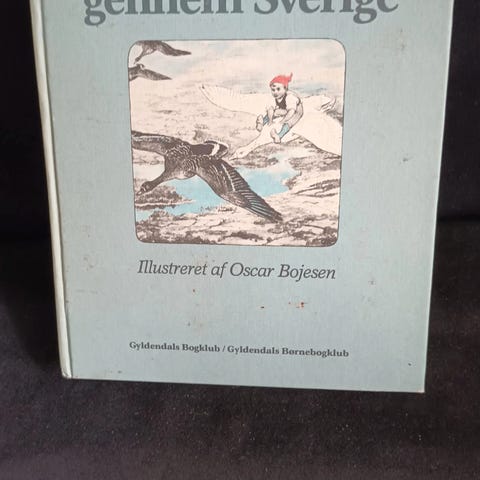 gennem Sverige
Illustreret af Oscar Bojesen
Gyldendals Bogklub / Gyldendals Børnebogklub